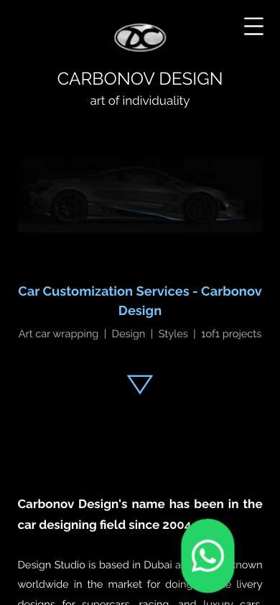 DC
CARBONOV DESIGN
art of individuality
Car Customization Services - Carbonov
Design
Art car wrapping | Design | Styles | 1of1 projects
Carbonov Design's name has been in the
car designing field since 2004
Design Studio is based in Dubai known
worldwide in the market for doing livery
designs for supercars, racing, and luxury cars.